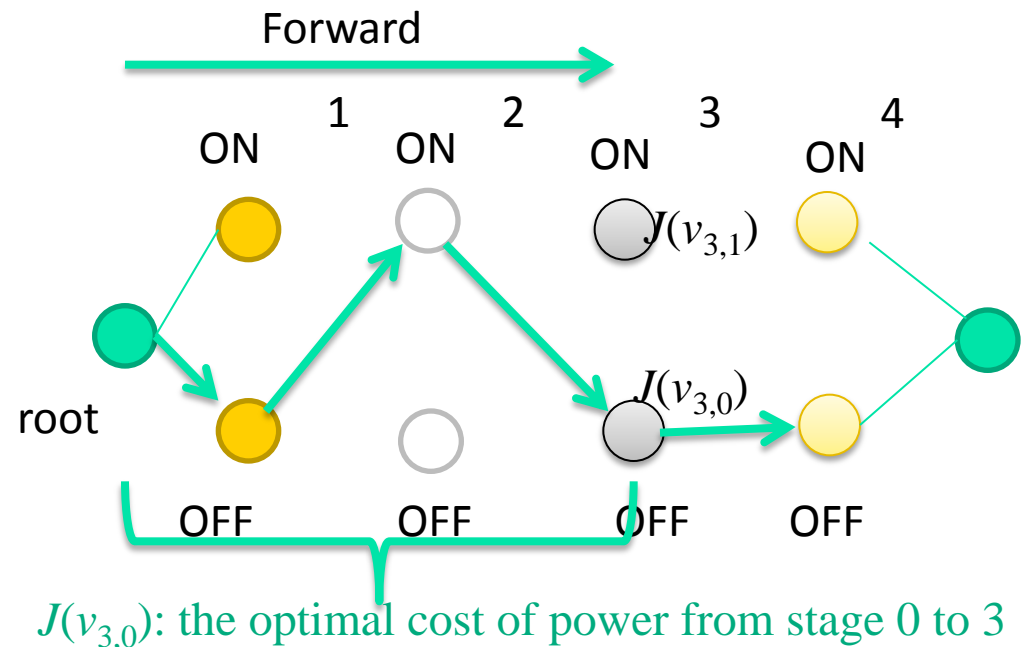 Forward
1 2 3 4
ON ON ON ON
J(v3,1)
J(v3,0)
root
OFF OFF OFF OFF
J(v3,0): the optimal cost of power from stage 0 to 3